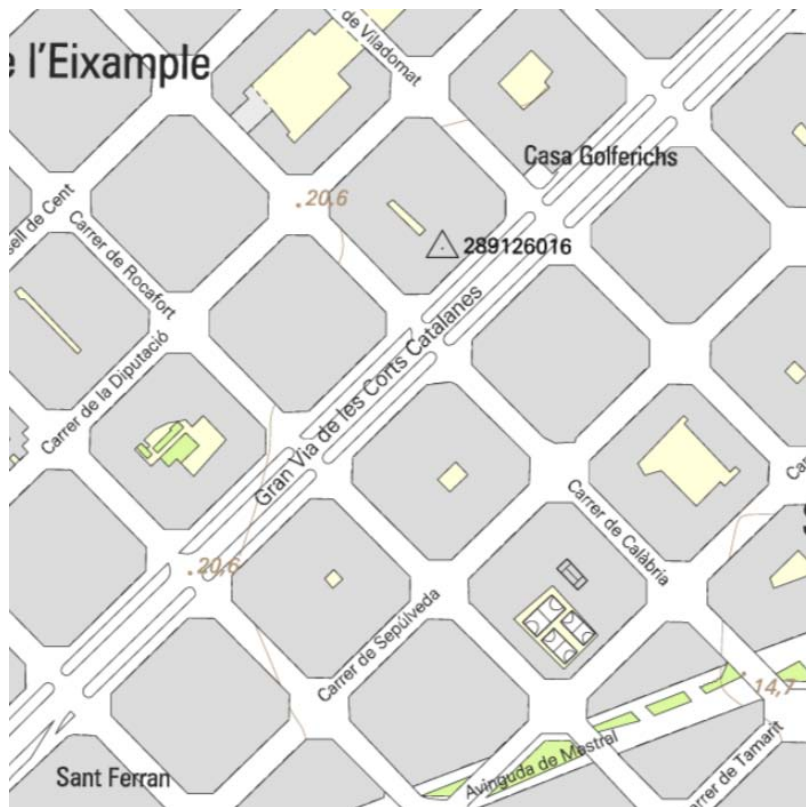 de Viladomat
e l'Eixample
Casa Golferichs
20,6
sell de Cent
Carrer de Rocafort
289126016
Carrer de la Diputació
Gran Via de les Corts Catalanes
Carrer de Calàbria
20,6
Carrer de Sepúlveda
14,7
Avinguda de Mestral
Carrer de Tamarit
Sant Ferran